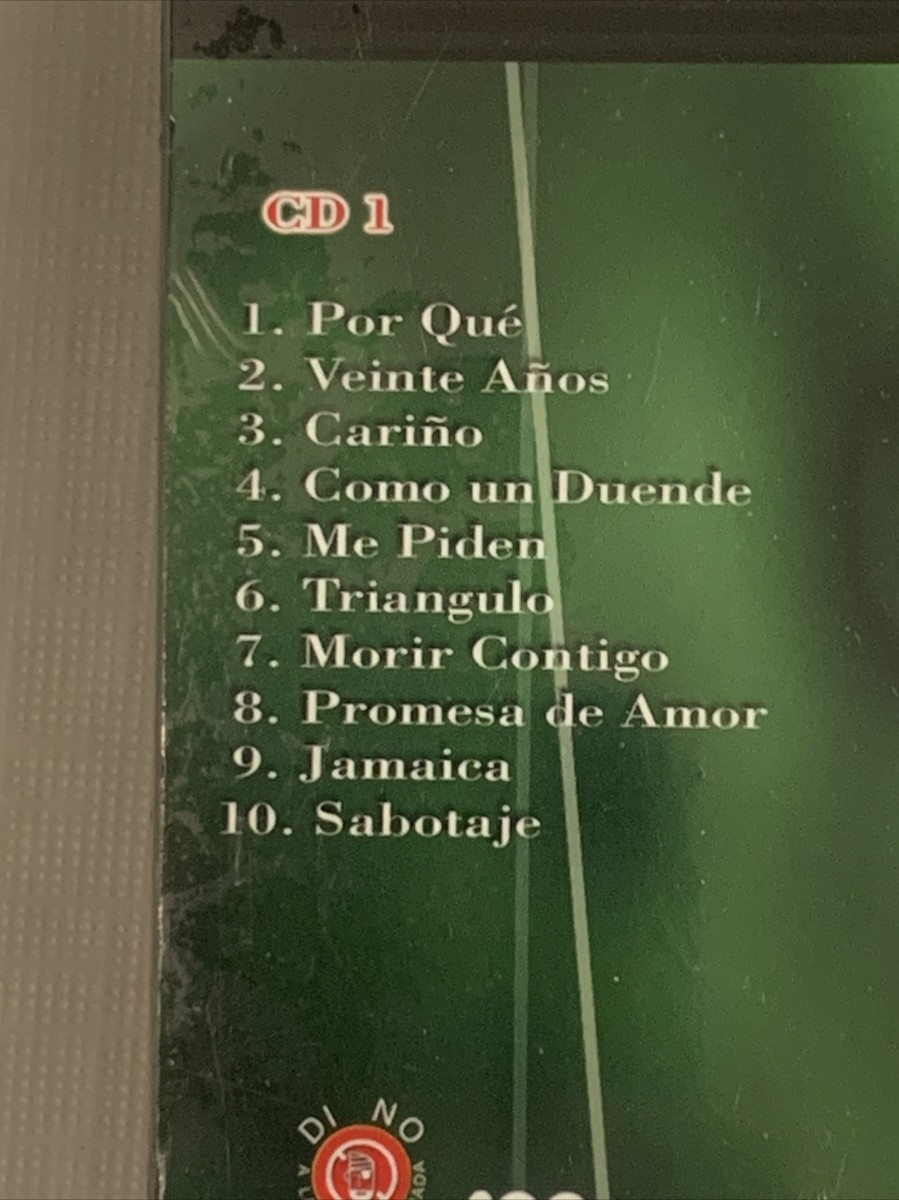 CD 1
1. Por Qué
2. Veinte Años
3. Cariño
4. Como un Duende
5. Me Piden
6. Triangulo
7. Morir Contigo
8. Promesa de Amor
9. Jamaica
10. Sabotaje
DI NO